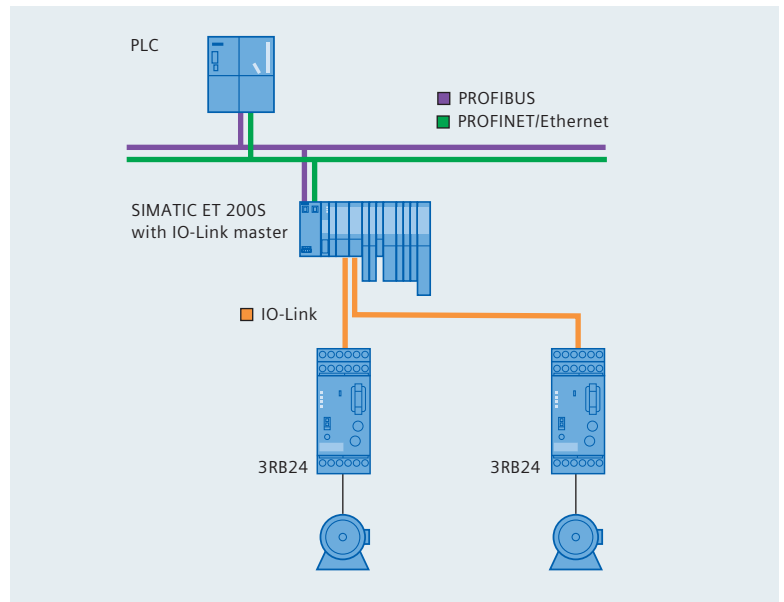 PLC
PROFIBUS
PROFINET/Ethernet
SIMATIC ET 200S
with IO-Link master
IO-Link
3RB24
3RB24